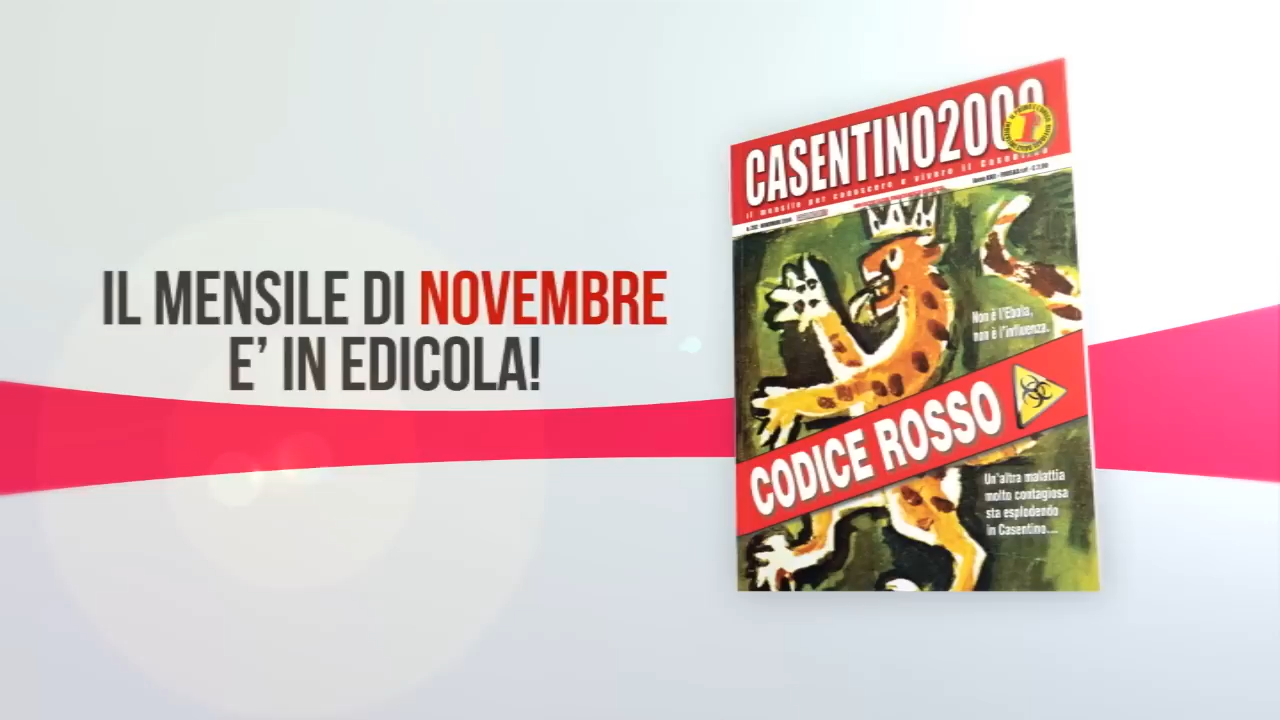 IL MENSILE DI NOVEMBRE
E' IN EDICOLA!
CASENTINO2000
il mensile per conoscere e vivere il Casentino
Non è l'Ebola,
non è l'influenza.
CODICE ROSSO
Un'altra malattia
molto contagiosa
sta esplodendo
in Casentino...